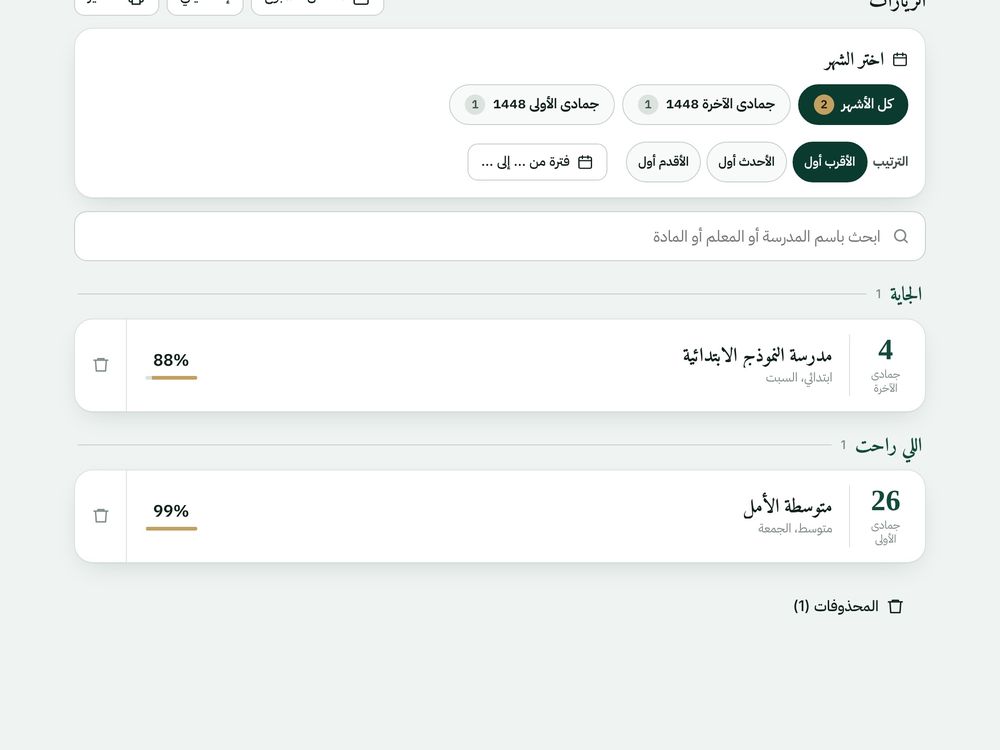 الزيارات
اختر الشهر
كل الأشهر 2
جمادى الآخرة 1448 1
جمادى الأولى 1448 1
الترتيب
الأقرب أول
الأحدث أول
الأقدم أول
فترة من ... إلى ...
ابحث باسم المدرسة أو المعلم أو المادة
الجاية 1
4
جمادى
الآخرة
مدرسة النموذج الابتدائية
ابتدائي، السبت
88%
اللي راحت 1
26
جمادى
الأولى
متوسطة الأمل
متوسط، الجمعة
99%
المحذوفات (1)